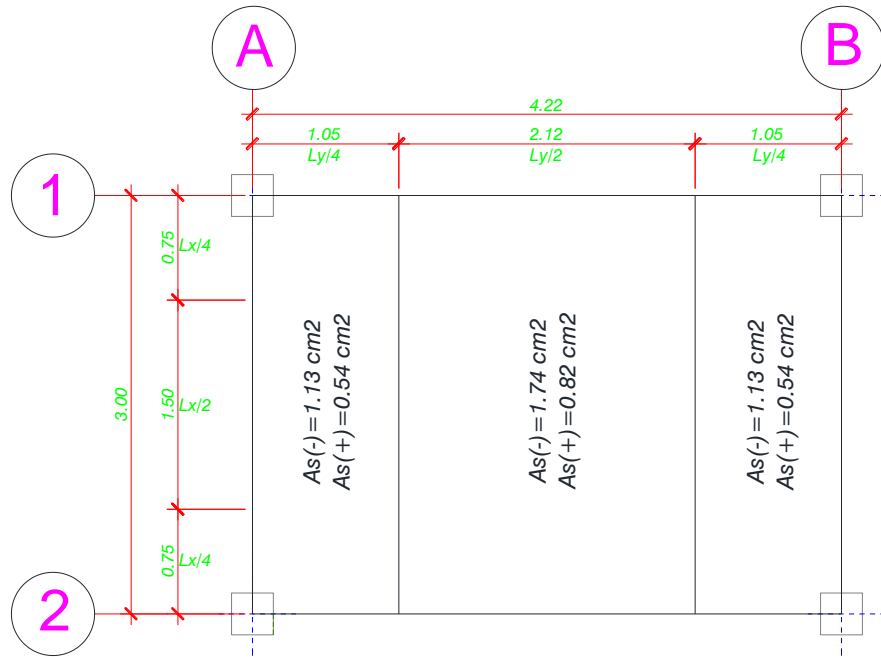 A
B
4.22
1.05
2.12
1.05
Ly/4
Ly/2
Ly/4
1
0.75
Lx/4
3.00
1.50
Lx/2
0.75
Lx/4
As(-)=1.13 cm2
As(+)=0.54 cm2
As(-)=1.74 cm2
As(+)=0.82 cm2
As(-)=1.13 cm2
As(+)=0.54 cm2
2